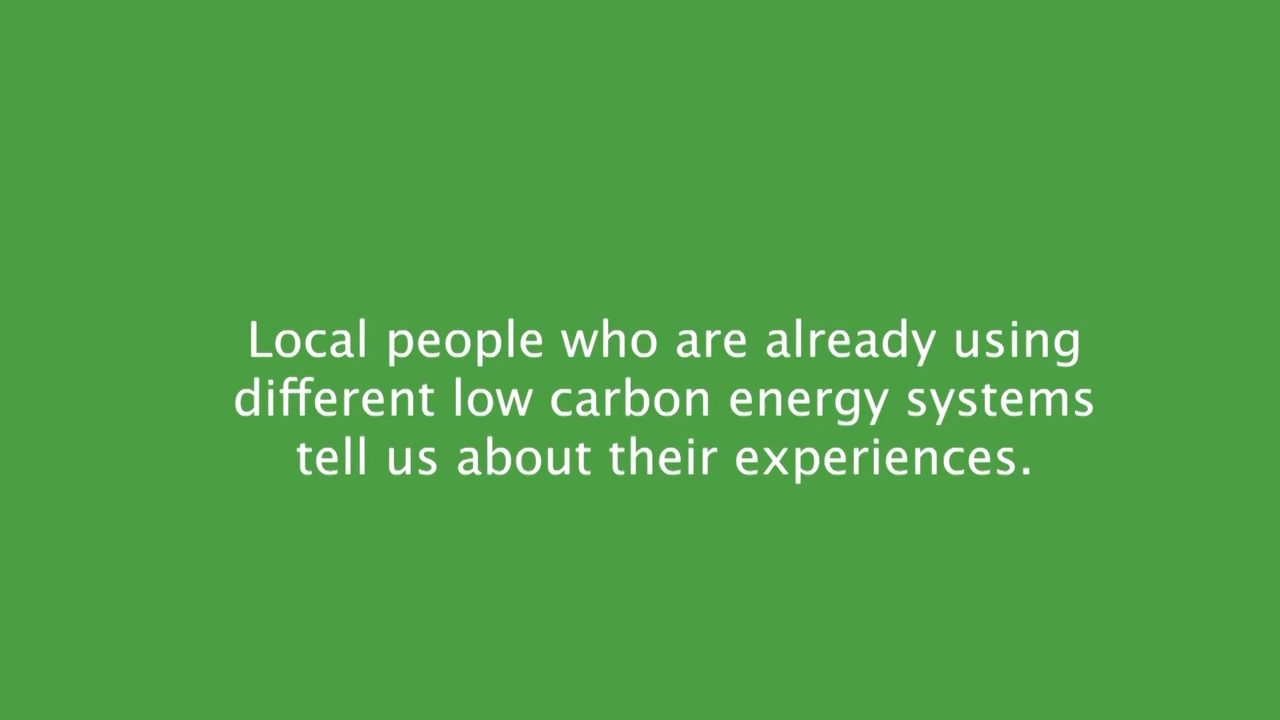 Local people who are already using
different low carbon energy systems
tell us about their experiences.